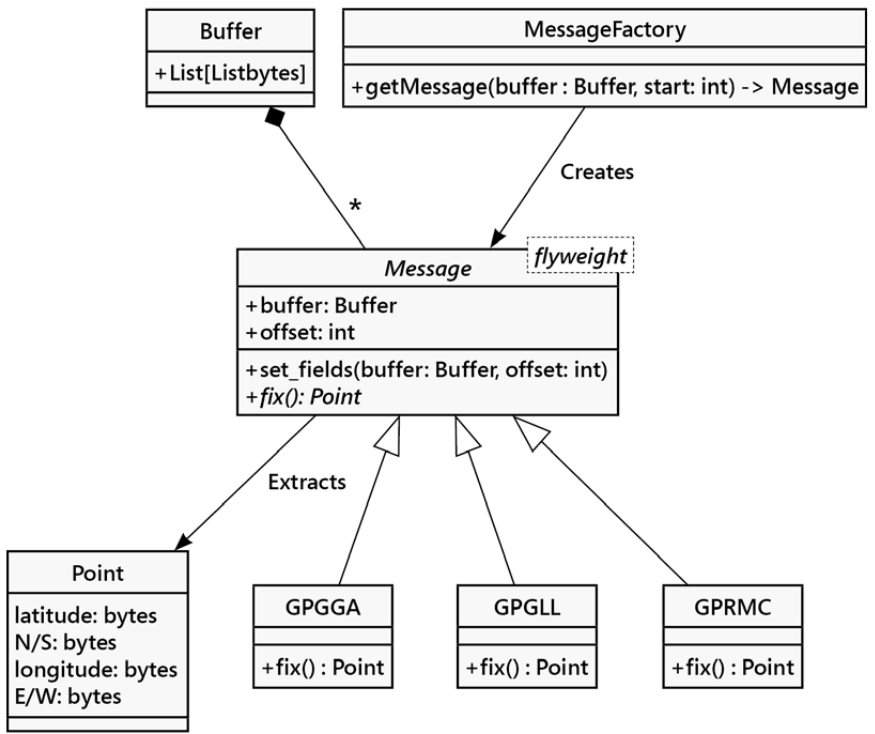 Buffer
+List[Listbytes]
MessageFactory
+getMessage(buffer : Buffer, start: int) -> Message
Creates
*
flyweight
Message
+buffer: Buffer
+offset: int
+set_fields(buffer: Buffer, offset: int)
+fix(): Point
Extracts
Point
latitude: bytes
N/S: bytes
longitude: bytes
E/W: bytes
GPGGA
+fix() : Point
GPGLL
+fix() : Point
GPRMC
+fix() : Point